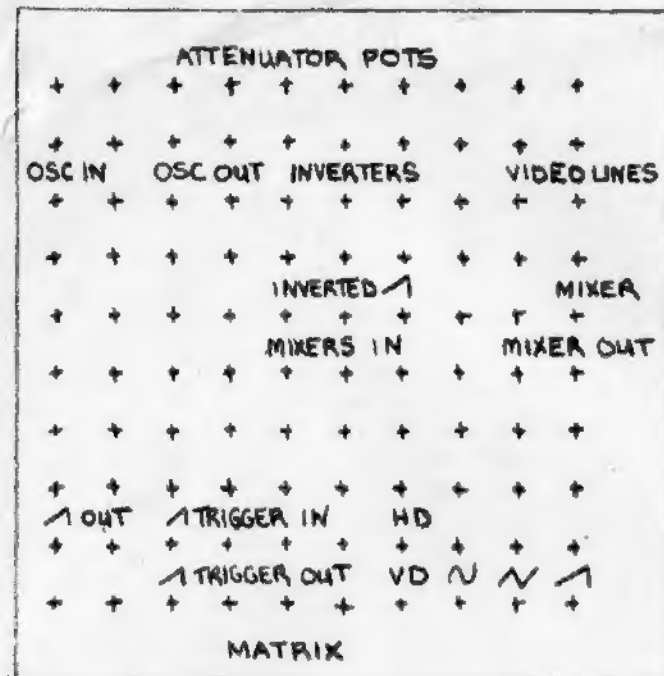 ATTENUATOR POTS
OSC IN OSC OUT INVERTERS VIDEO LINES
INVERTED MIXER
MIXERS IN MIXER OUT
OUT TRIGGER IN HD
TRIGGER OUT VD
MATRIX